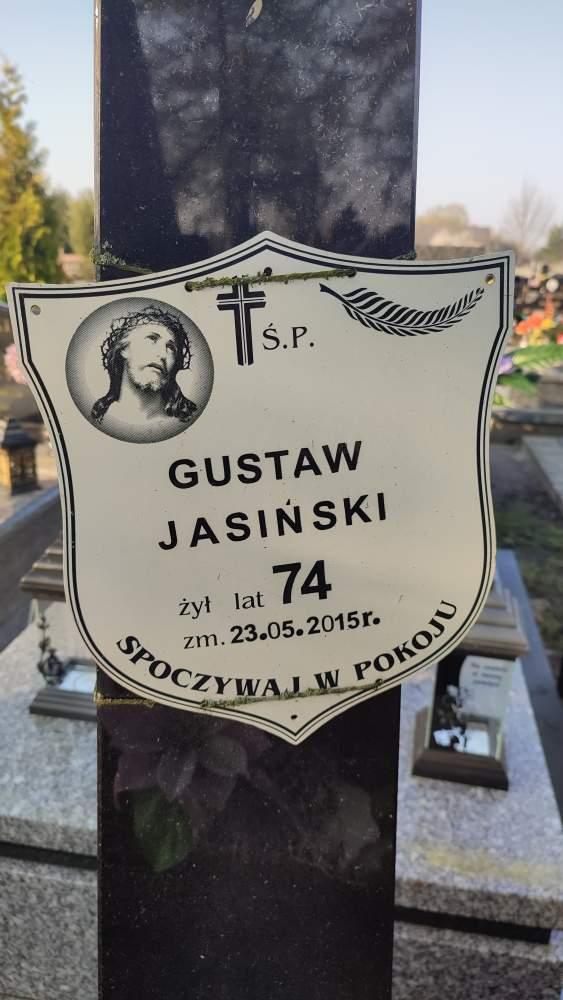 Ś.P.
GUSTAW
JASIŃSKI
żył lat 74
zm. 23.05.2015r.
SPOCZYWAJ W POKOJU